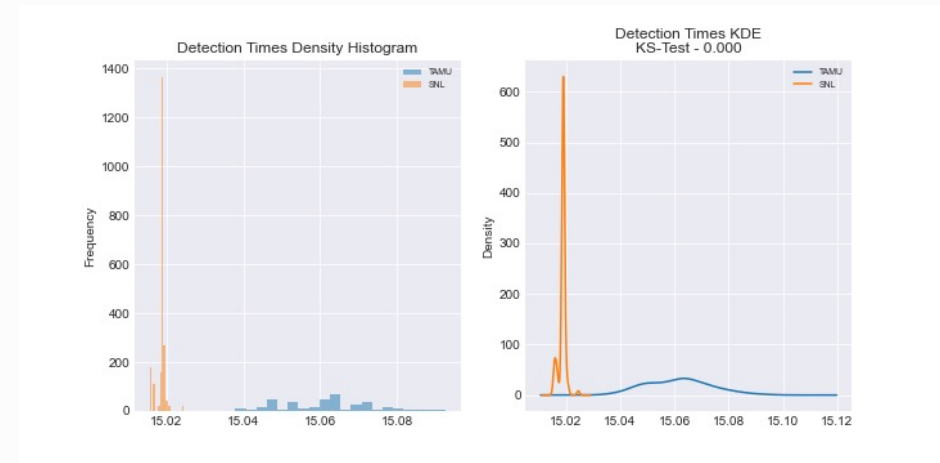 Detection Times Density Histogram
1400
1200
1000
800
600
400
200
0
Frequency
15.02 15.04 15.06 15.08
TAMU
SNL
Detection Times KDE
KS-Test - 0.000
600
500
400
300
200
100
0
Density
15.02 15.04 15.06 15.08 15.10 15.12
TAMU
SNL